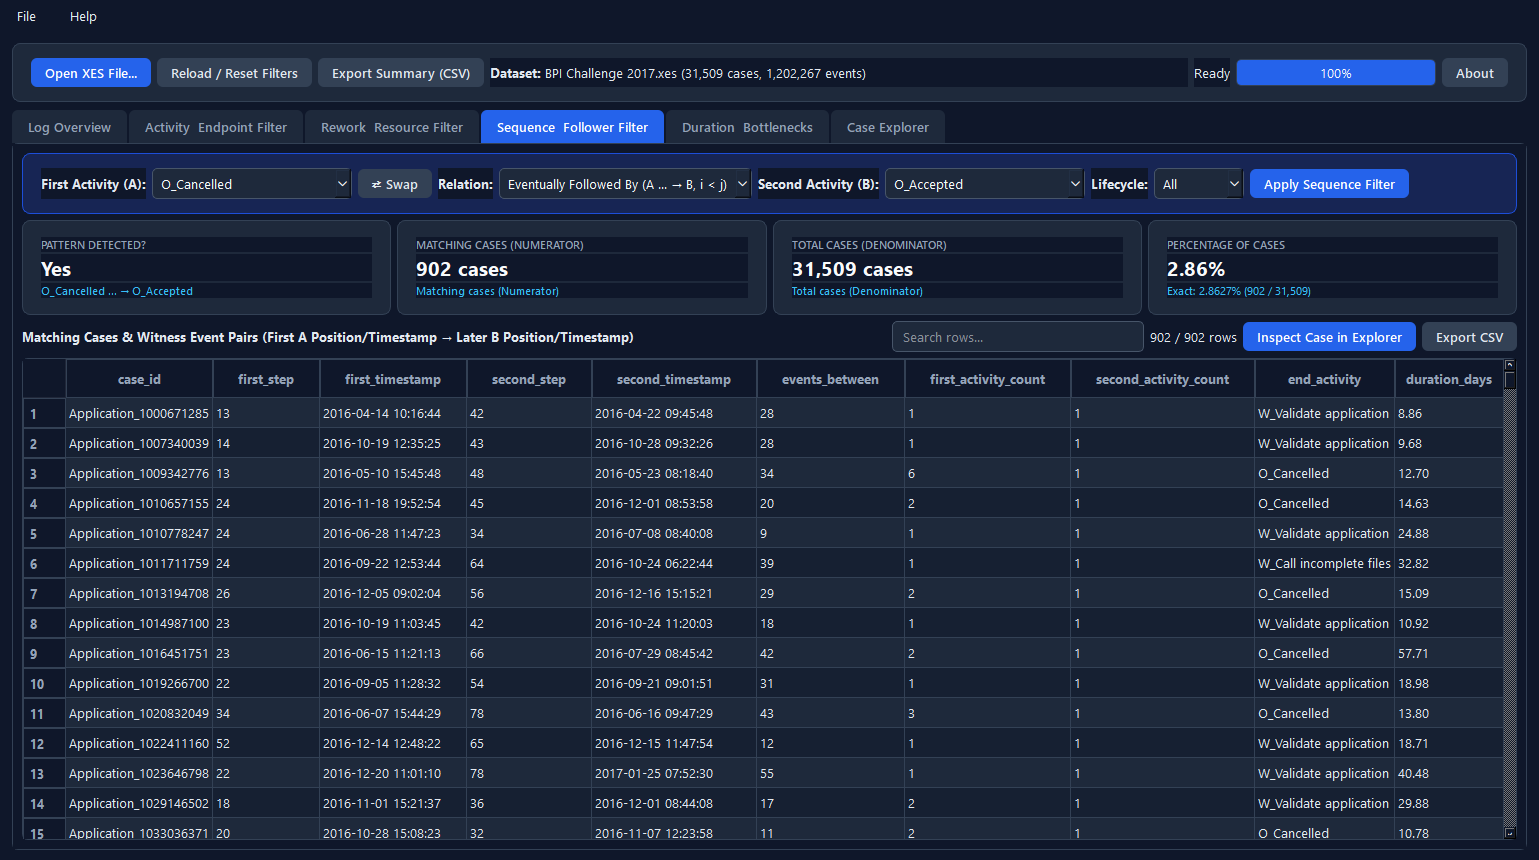 File Help
Open XES File... Reload / Reset Filters Export Summary (CSV) Dataset: BPI Challenge 2017.xes (31,509 cases, 1,202,267 events) Ready 100% About
Log Overview Activity Endpoint Filter Rework Resource Filter Sequence Follower Filter Duration Bottlenecks Case Explorer
First Activity (A): O_Cancelled ⇄ Swap Relation: Eventually Followed By (A ... → B, i < j) Second Activity (B): O_Accepted Lifecycle: All Apply Sequence Filter
PATTERN DETECTED? MATCHING CASES (NUMERATOR) TOTAL CASES (DENOMINATOR) PERCENTAGE OF CASES
Yes 902 cases 31,509 cases 2.86%
O_Cancelled ... → O_Accepted Matching cases (Numerator) Total cases (Denominator) Exact: 2.8627% (902 / 31,509)
Matching Cases & Witness Event Pairs (First A Position/Timestamp → Later B Position/Timestamp) Search rows... 902 / 902 rows Inspect Case in Explorer Export CSV
case_id first_step first_timestamp second_step second_timestamp events_between first_activity_count second_activity_count end_activity duration_days
1 Application_1000671285 13 2016-04-14 10:16:44 42 2016-04-22 09:45:48 28 1 1 W_Validate application 8.86
2 Application_1007340039 14 2016-10-19 12:35:25 43 2016-10-28 09:32:26 28 1 1 W_Validate application 9.68
3 Application_1009342776 13 2016-05-10 15:45:48 48 2016-05-23 08:18:40 34 6 1 O_Cancelled 12.70
4 Application_1010657155 24 2016-11-18 19:52:54 45 2016-12-01 08:53:58 20 2 1 O_Cancelled 14.63
5 Application_1010778247 24 2016-06-28 11:47:23 34 2016-07-08 08:40:08 9 1 1 W_Validate application 24.88
6 Application_1011711759 24 2016-09-22 12:53:44 64 2016-10-24 06:22:44 39 1 1 W_Call incomplete files 32.82
7 Application_1013194708 26 2016-12-05 09:02:04 56 2016-12-16 15:15:21 29 2 1 O_Cancelled 15.09
8 Application_1014987100 23 2016-10-19 11:03:45 42 2016-10-24 11:20:03 18 1 1 W_Validate application 10.92
9 Application_1016451751 23 2016-06-15 11:21:13 66 2016-07-29 08:45:42 42 2 1 O_Cancelled 57.71
10 Application_1019266700 22 2016-09-05 11:28:32 54 2016-09-21 09:01:51 31 1 1 W_Validate application 18.98
11 Application_1020832049 34 2016-06-07 15:44:29 78 2016-06-16 09:47:29 43 3 1 O_Cancelled 13.80
12 Application_1022411160 52 2016-12-14 12:48:22 65 2016-12-15 11:47:54 12 1 1 W_Validate application 18.71
13 Application_1023646798 22 2016-12-20 11:01:10 78 2017-01-25 07:52:30 55 1 1 W_Validate application 40.48
14 Application_1029146502 18 2016-11-01 15:21:37 36 2016-12-01 08:44:08 17 2 1 W_Validate application 29.88
15 Application_1033036371 20 2016-10-28 15:08:23 32 2016-11-07 12:23:58 11 2 1 O_Cancelled 10.78